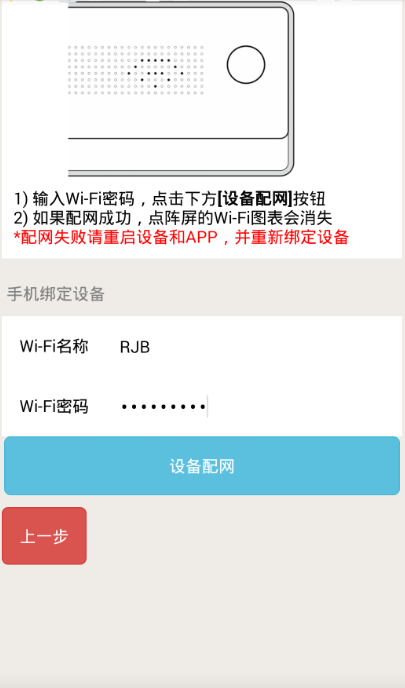 1) 输入Wi-Fi密码，点击下方[设备配网]按钮
2) 如果配网成功，点阵屏的Wi-Fi图表会消失
*配网失败请重启设备和APP，并重新绑定设备
手机绑定设备
Wi-Fi名称 RJB
Wi-Fi密码 •••••••••
设备配网
上一步